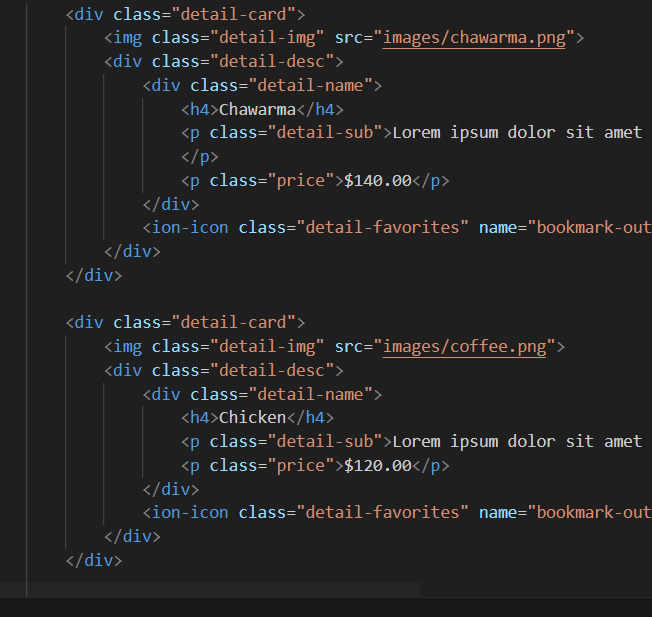 <div class="detail-card">
<img class="detail-img" src="images/chawarma.png">
<div class="detail-desc">
<div class="detail-name">
<h4>Chawarma</h4>
<p class="detail-sub">Lorem ipsum dolor sit amet
</p>
<p class="price">$140.00</p>
</div>
<ion-icon class="detail-favorites" name="bookmark-out
</div>
</div>
<div class="detail-card">
<img class="detail-img" src="images/coffee.png">
<div class="detail-desc">
<div class="detail-name">
<h4>Chicken</h4>
<p class="detail-sub">Lorem ipsum dolor sit amet
<p class="price">$120.00</p>
</div>
<ion-icon class="detail-favorites" name="bookmark-out
</div>
</div>